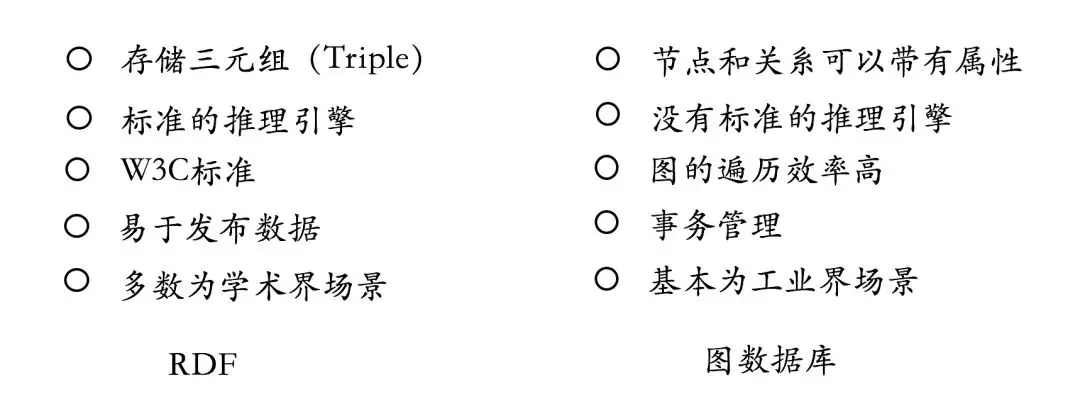 存储三元组（Triple）
标准的推理引擎
W3C标准
易于发布数据
多数为学术界场景
RDF
节点和关系可以带有属性
没有标准的推理引擎
图的遍历效率高
事务管理
基本为工业界场景
图数据库